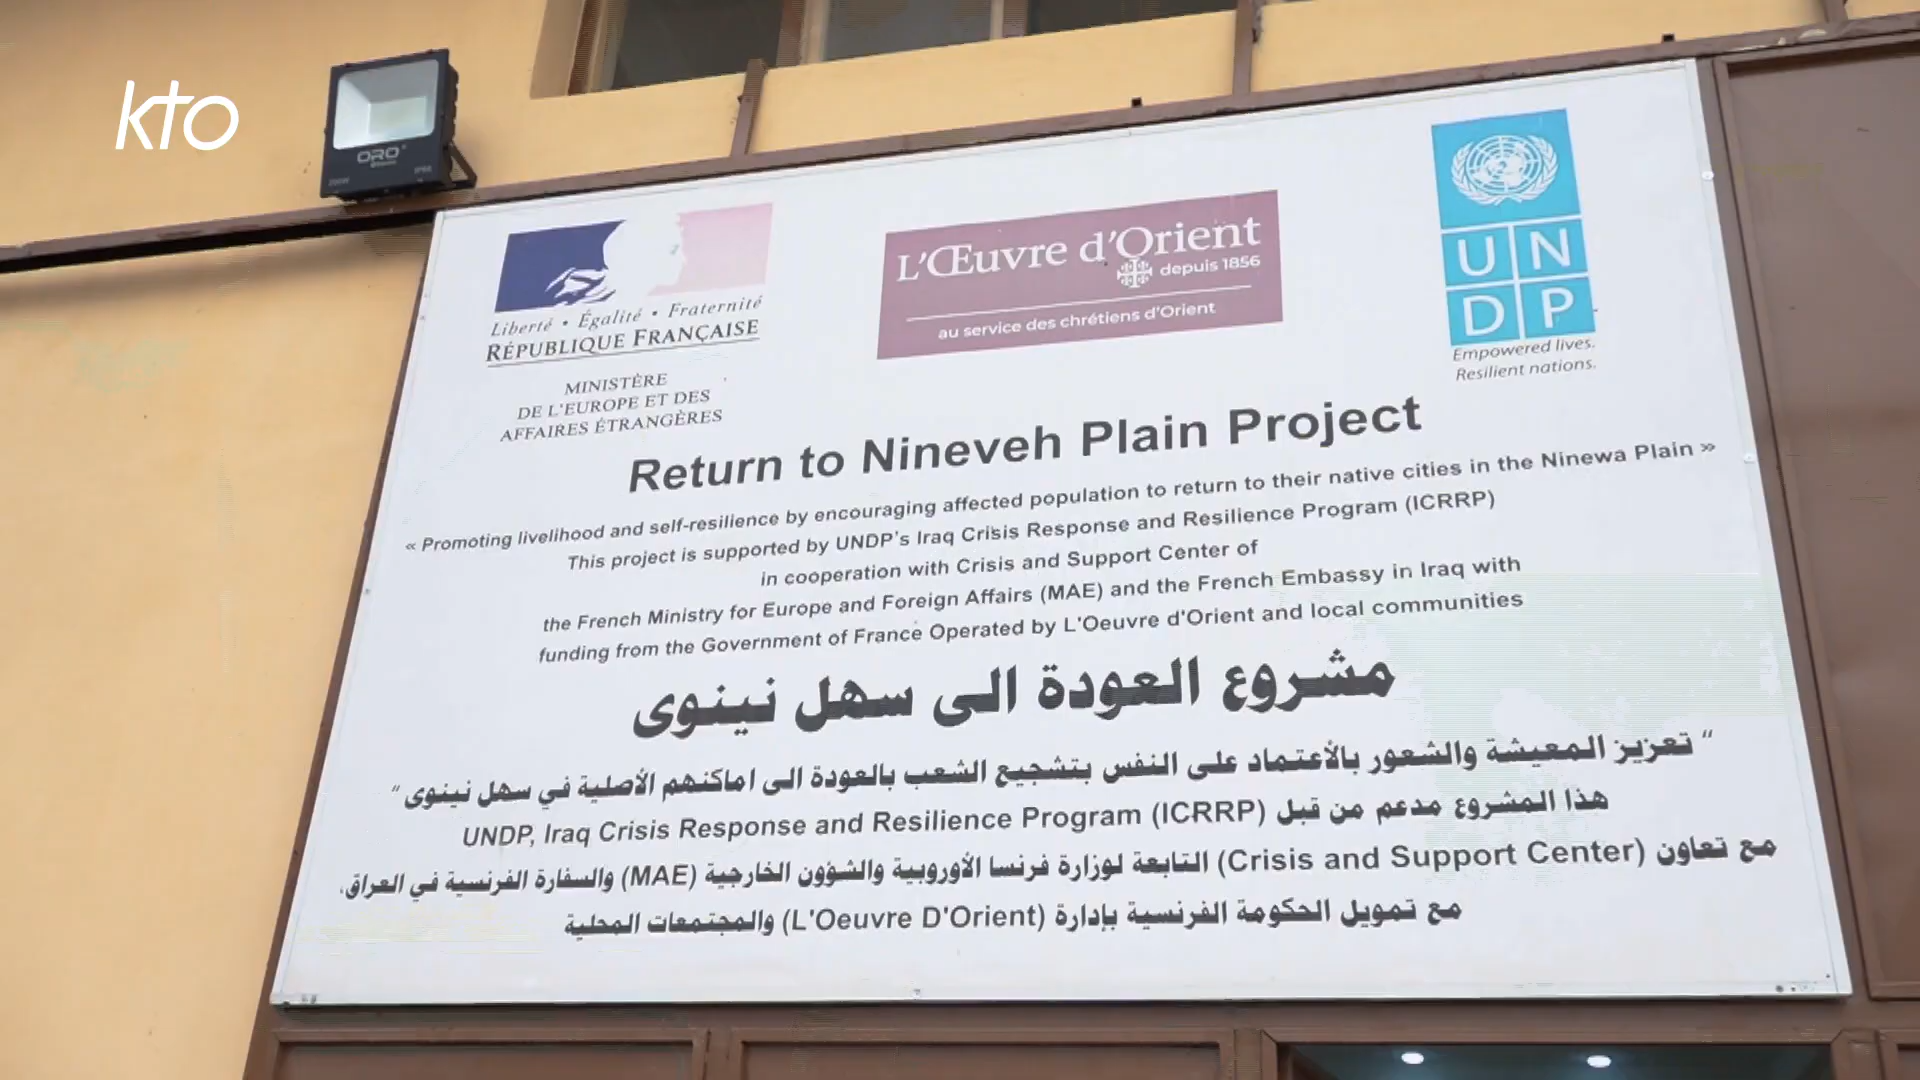 kto
ORO
200W
IP66
Liberté • Égalité • Fraternité
RÉPUBLIQUE FRANÇAISE
MINISTÈRE
DE L'EUROPE ET DES
AFFAIRES ÉTRANGÈRES
L'Œuvre d'Orient
depuis 1856
au service des chrétiens d'Orient
UN
DP
Empowered lives.
Resilient nations.
Return to Nineveh Plain Project
« Promoting livelihood and self-resilience by encouraging affected population to return to their native cities in the Ninewa Plain »
This project is supported by UNDP's Iraq Crisis Response and Resilience Program (ICRRP)
in cooperation with Crisis and Support Center of
the French Ministry for Europe and Foreign Affairs (MAE) and the French Embassy in Iraq with
funding from the Government of France Operated by L'Oeuvre d'Orient and local communities
مشروع العودة الى سهل نينوى
“ تعزيز المعيشة والشعور بالأعتماد على النفس بتشجيع الشعب بالعودة الى اماكنهم الأصلية في سهل نينوى “
هذا المشروع مدعم من قبل UNDP, Iraq Crisis Response and Resilience Program (ICRRP)
مع تعاون (Crisis and Support Center) التابعة لوزارة فرنسا الأوروبية والشؤون الخارجية (MAE) والسفارة الفرنسية في العراق.
مع تمويل الحكومة الفرنسية بإدارة (L'Oeuvre D'Orient) والمجتمعات المحلية